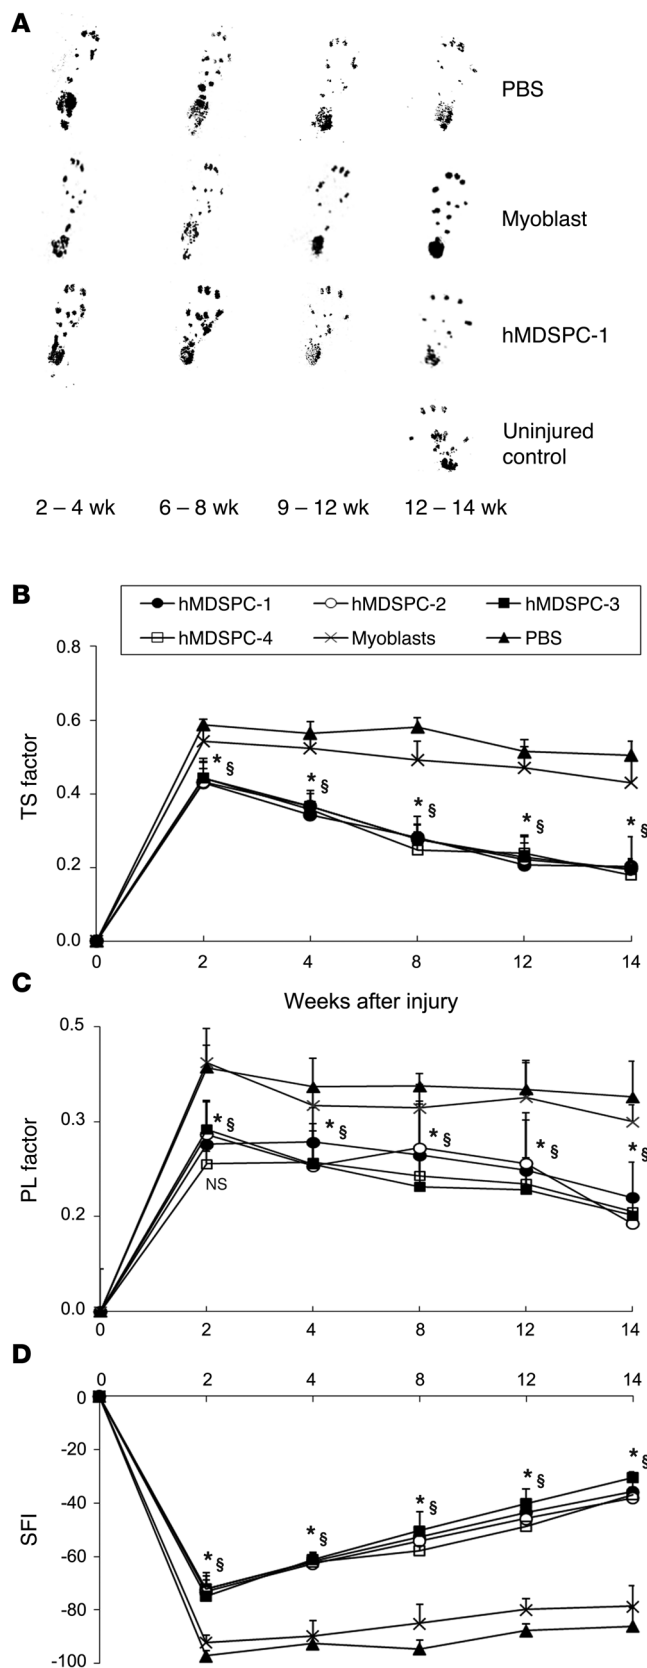 A
PBS
Myoblast
hMDSPC-1
Uninjured
control
2 – 4 wk 6 – 8 wk 9 – 12 wk 12 – 14 wk
B
hMDSPC-1 hMDSPC-2 hMDSPC-3
hMDSPC-4 Myoblasts PBS
TS factor
0.8
0.6
0.4
0.2
0.0
* § * § * § * § * §
0 2 4 8 12 14
Weeks after injury
C
PL factor
0.5
0.3
0.2
0.0
* § * § * § * § * §
NS
0 2 4 8 12 14
D
0 2 4 8 12 14
SFI
0
-20
-40
-60
-80
-100
* § * § * § * § * §